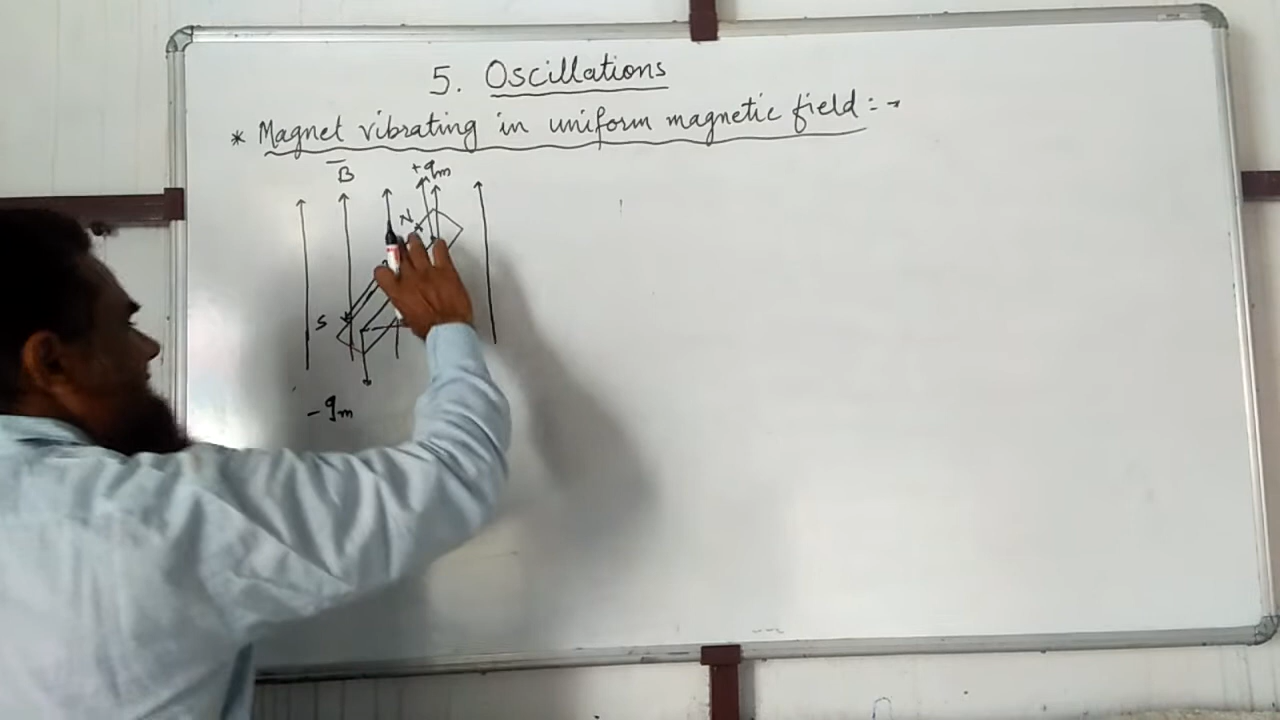 5. Oscillations
* Magnet vibrating in uniform magnetic field :→
B̅
+qm
N
S
-qm